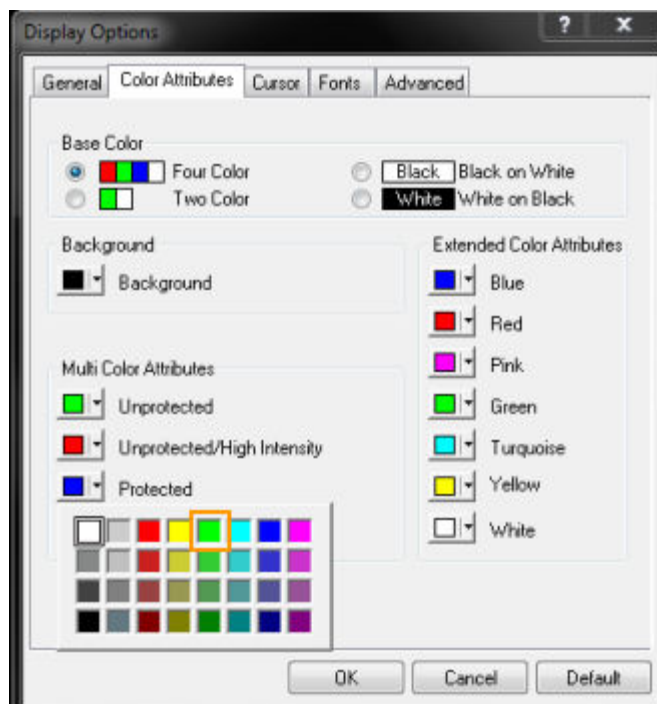 Display Options
? x
General Color Attributes Cursor Fonts Advanced
Base Color
Four Color
Black Black on White
Two Color
White White on Black
Background
Background
Extended Color Attributes
Blue
Red
Pink
Green
Turquoise
Yellow
White
Multi Color Attributes
Unprotected
Unprotected/High Intensity
Protected
OK Cancel Default